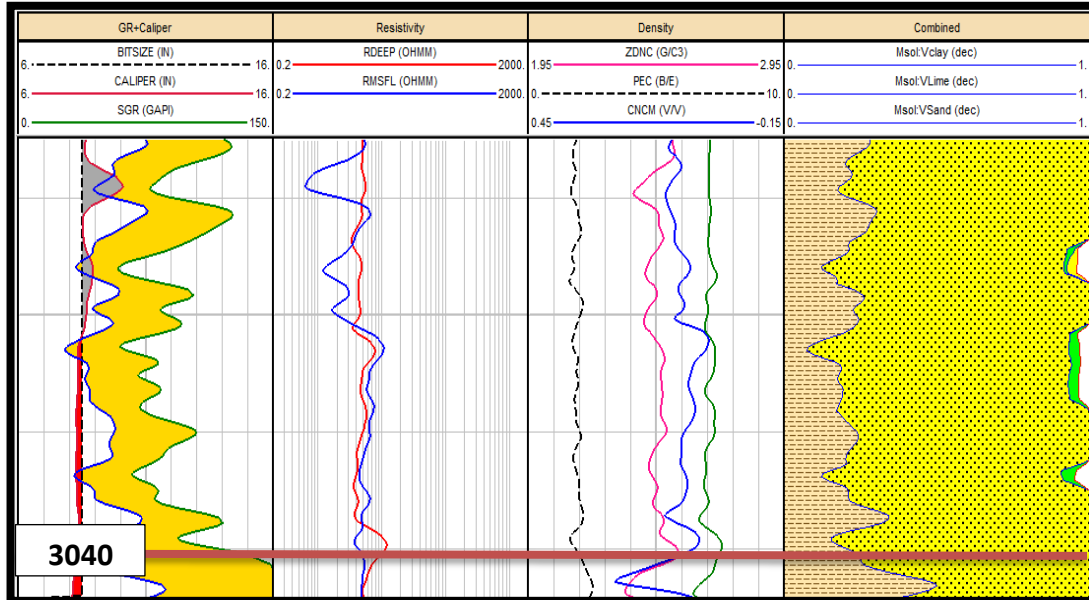 GR+Caliper Resistivity Density Combined
BITSIZE (IN)
6. 16.
CALIPER (IN)
6. 16.
SGR (GAPI)
0. 150.
RDEEP (OHMM)
0.2 2000.
RMSFL (OHMM)
0.2 2000.
ZDNC (G/C3)
1.95 2.95
PEC (B/E)
0. 10.
CNCM (V/V)
0.45 -0.15
Msol:Vclay (dec)
0. 1.
Msol:VLime (dec)
0. 1.
Msol:VSand (dec)
0. 1.
3040